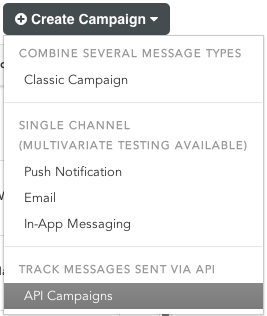 Create Campaign
COMBINE SEVERAL MESSAGE TYPES
Classic Campaign
SINGLE CHANNEL
(MULTIVARIATE TESTING AVAILABLE)
Push Notification
Email
In-App Messaging
TRACK MESSAGES SENT VIA API
API Campaigns